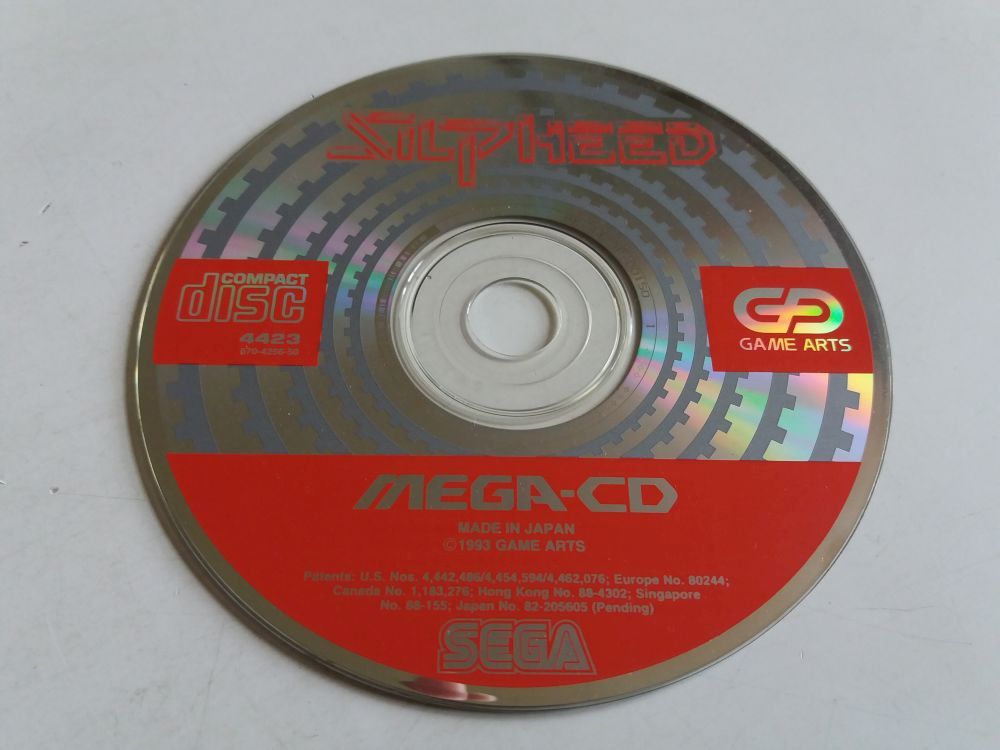 SILPHEED
COMPACT
disc
4423
670-4256-50
GAME ARTS
MEGA-CD
MADE IN JAPAN
©1993 GAME ARTS
Patents: U.S. Nos. 4,442,486/4,454,594/4,462,076; Europe No. 80244;
Canada No. 1,183,276; Hong Kong No. 88-4302; Singapore
No. 88-155; Japan No. 82-205605 (Pending)
SEGA